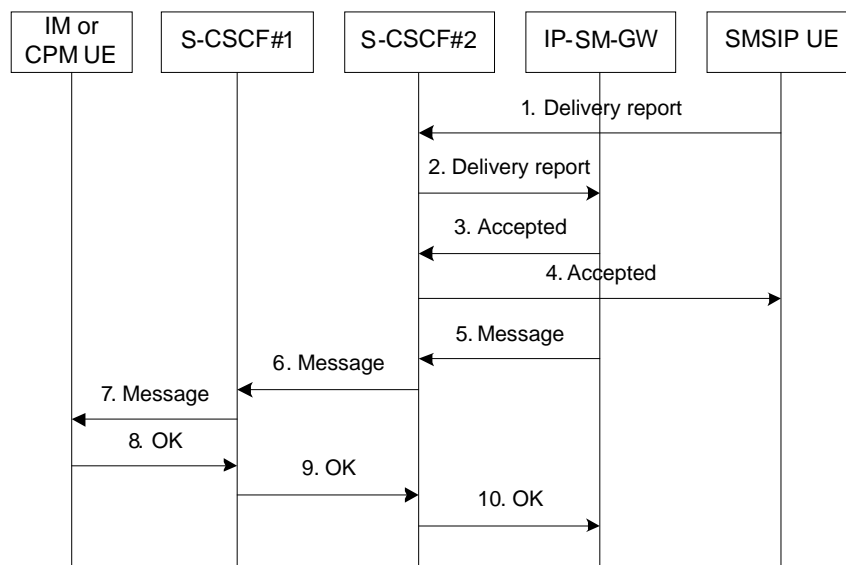 IM or
CPM UE
S-CSCF#1
S-CSCF#2
IP-SM-GW
SMSIP UE
1. Delivery report
2. Delivery report
3. Accepted
4. Accepted
5. Message
6. Message
7. Message
8. OK
9. OK
10. OK